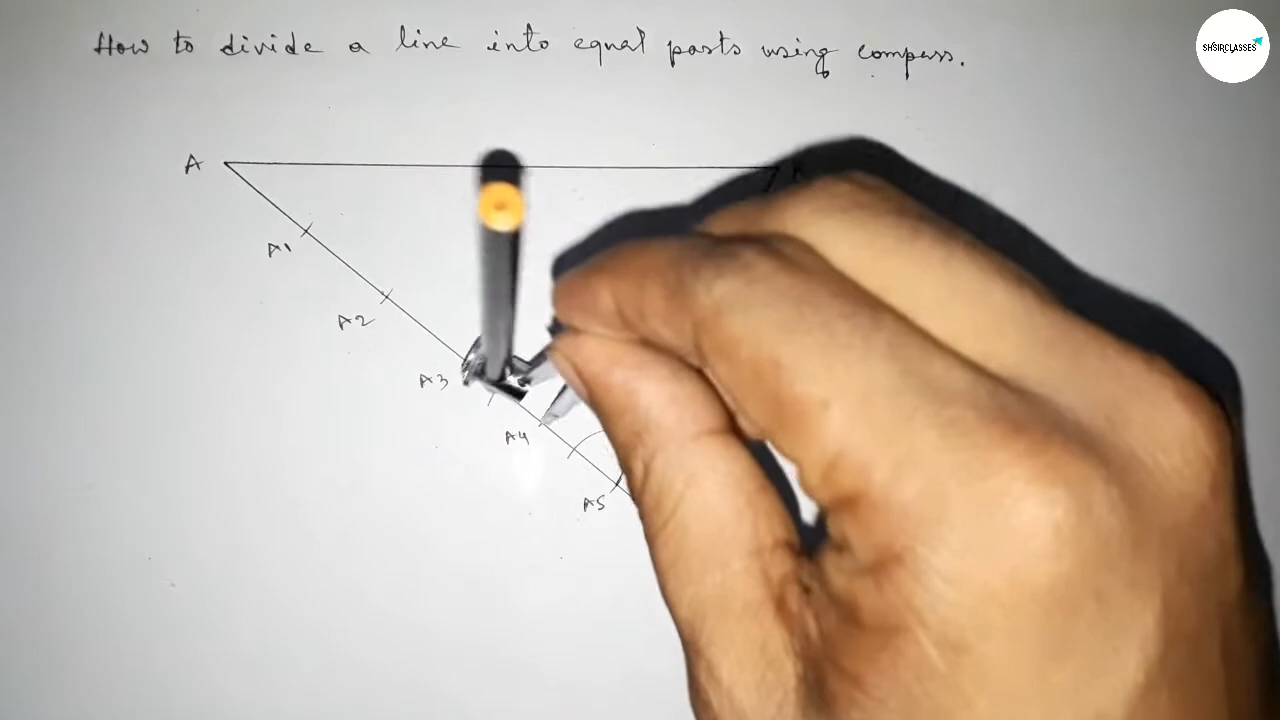 How to divide a line into equal parts using compass.
SHSIRCLASSES
A
A1
A2
A3
A4
A5